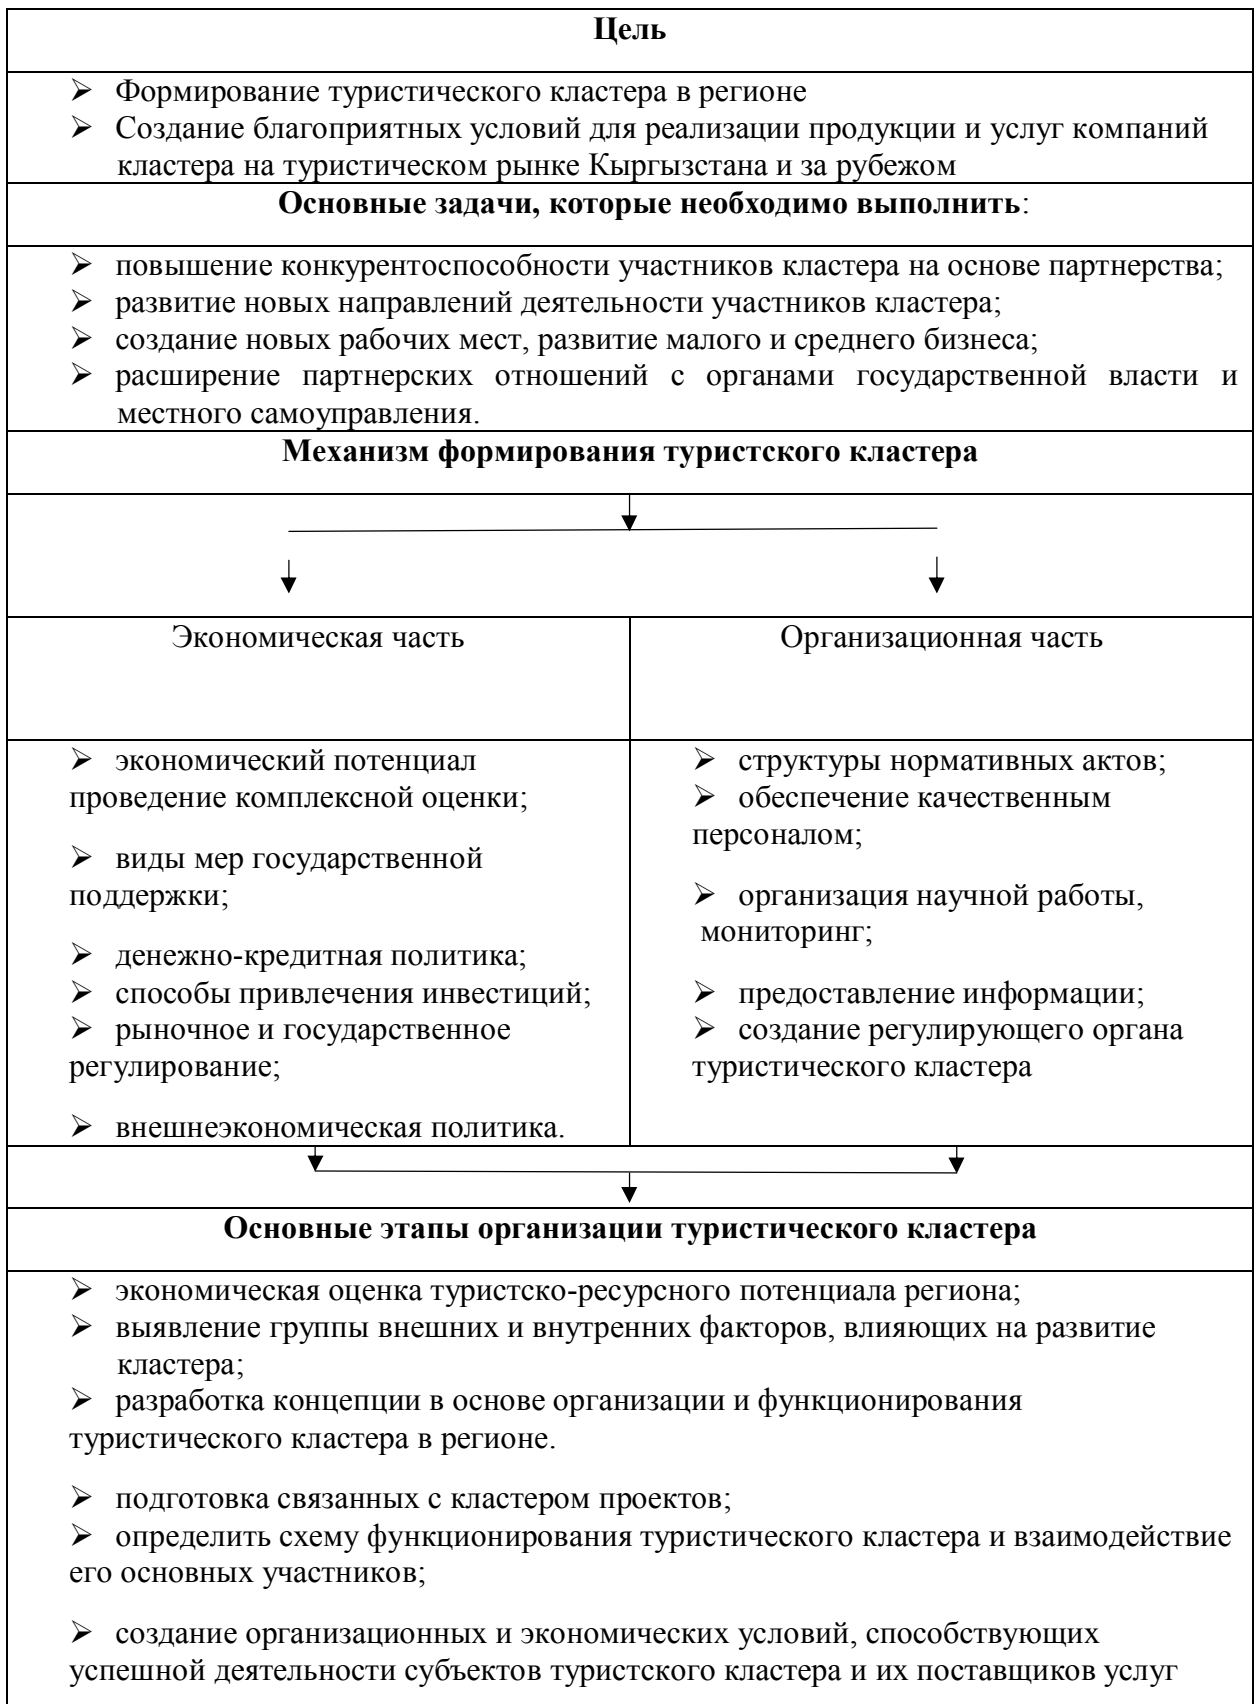 Цель
➢ Формирование туристического кластера в регионе
➢ Создание благоприятных условий для реализации продукции и услуг компаний
кластера на туристическом рынке Кыргызстана и за рубежом
Основные задачи, которые необходимо выполнить:
➢ повышение конкурентоспособности участников кластера на основе партнерства;
➢ развитие новых направлений деятельности участников кластера;
➢ создание новых рабочих мест, развитие малого и среднего бизнеса;
➢ расширение партнерских отношений с органами государственной власти и
местного самоуправления.
Механизм формирования туристского кластера
Экономическая часть
➢ экономический потенциал
проведение комплексной оценки;
➢ виды мер государственной
поддержки;
➢ денежно-кредитная политика;
➢ способы привлечения инвестиций;
➢ рыночное и государственное
регулирование;
➢ внешнеэкономическая политика.
Организационная часть
➢ структуры нормативных актов;
➢ обеспечение качественным
персоналом;
➢ организация научной работы,
мониторинг;
➢ предоставление информации;
➢ создание регулирующего органа
туристического кластера
Основные этапы организации туристического кластера
➢ экономическая оценка туристско-ресурсного потенциала региона;
➢ выявление группы внешних и внутренних факторов, влияющих на развитие
кластера;
➢ разработка концепции в основе организации и функционирования
туристического кластера в регионе.
➢ подготовка связанных с кластером проектов;
➢ определить схему функционирования туристического кластера и взаимодействие
его основных участников;
➢ создание организационных и экономических условий, способствующих
успешной деятельности субъектов туристского кластера и их поставщиков услуг